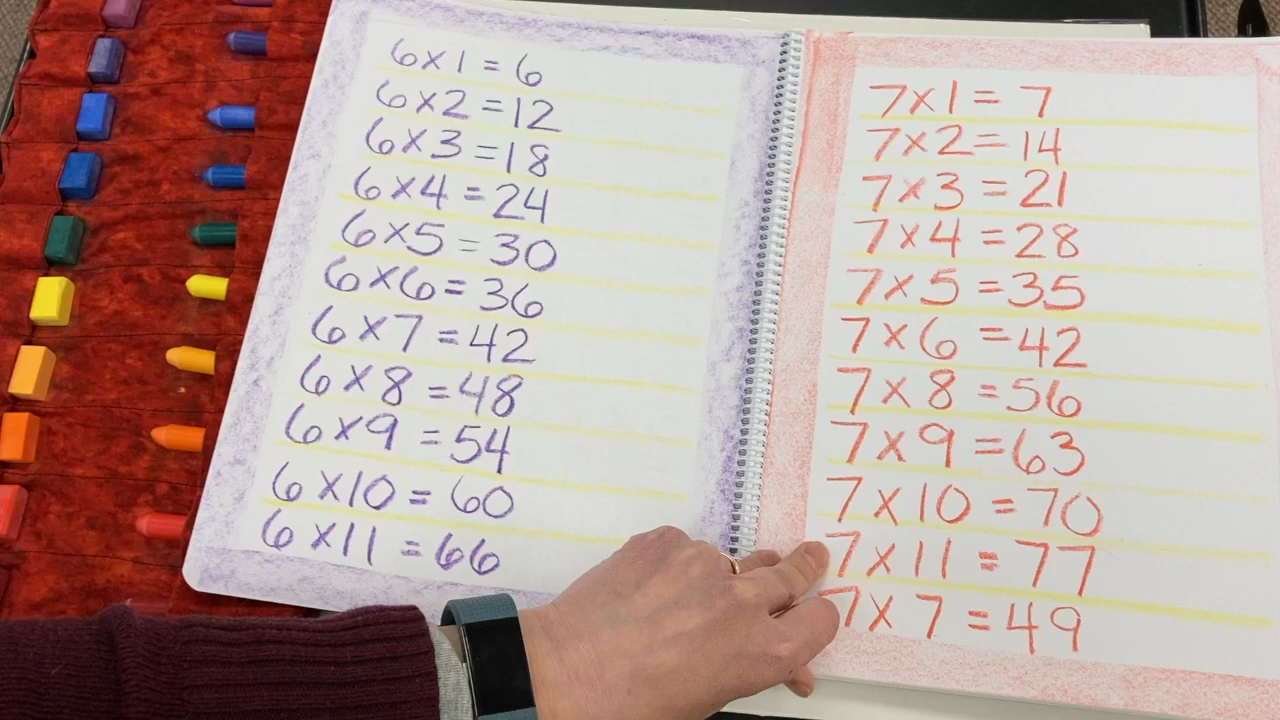 6x1 = 6
6x2 = 12
6x3 = 18
6x4 = 24
6x5 = 30
6x6 = 36
6x7 = 42
6x8 = 48
6x9 = 54
6x10 = 60
6x11 = 66
7x1 = 7
7x2 = 14
7x3 = 21
7x4 = 28
7x5 = 35
7x6 = 42
7x8 = 56
7x9 = 63
7x10 = 70
7x11 = 77
7x7 = 49